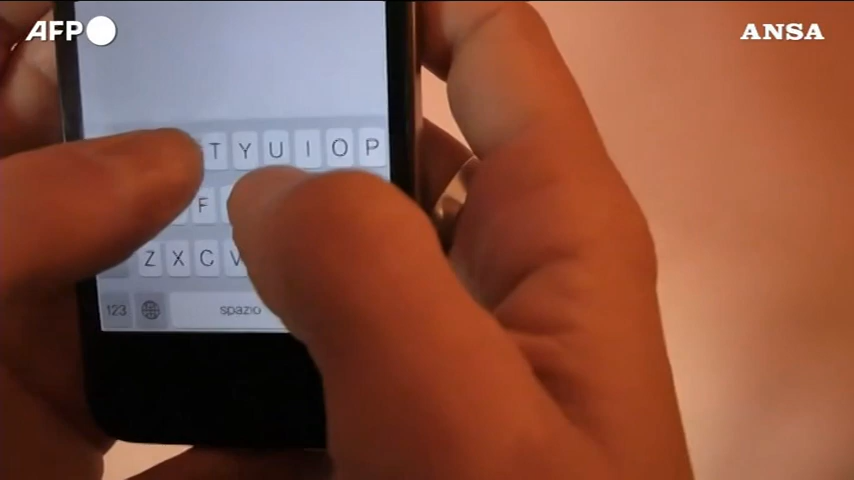 AFP
ANSA
T Y U I O P
F
Z X C V
123 spazio